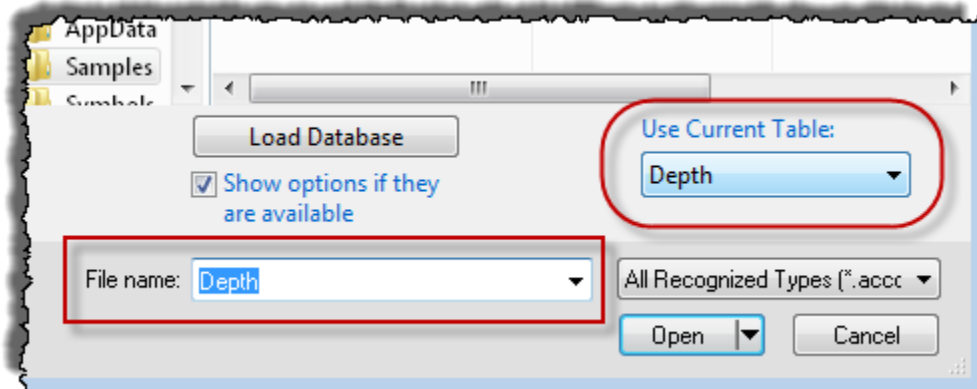 AppData
Samples
Symbols
Load Database
Use Current Table:
Depth
Show options if they
are available
File name:
Depth
All Recognized Types (*.accc
Open
Cancel